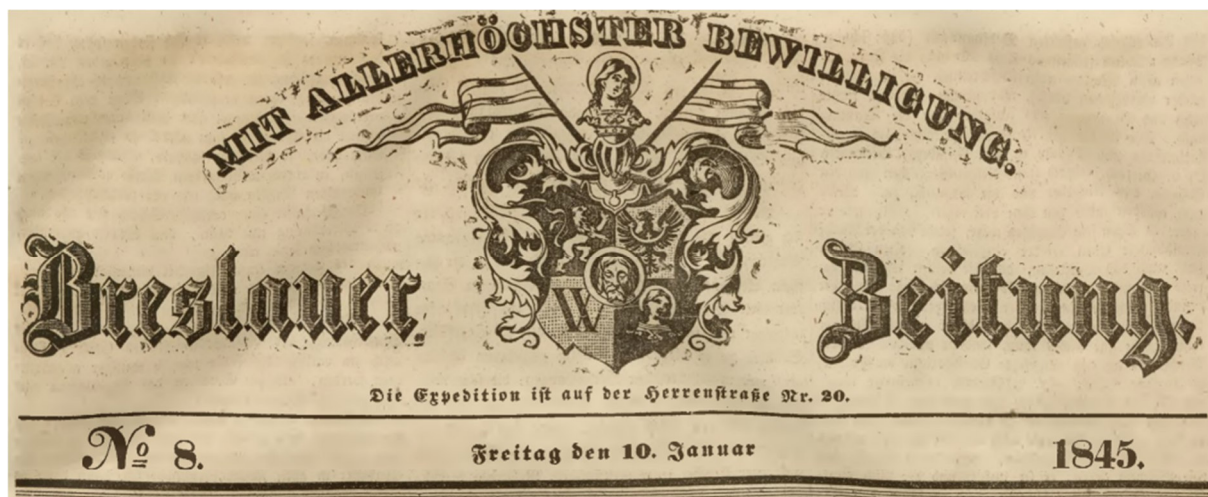 MIT ALLERHÖCHSTER BEWILLIGUNG.
Breslauer Zeitung.
W
Die Expedition ist auf der Herrenstraße Nr. 20.
No 8. Freitag den 10. Januar 1845.